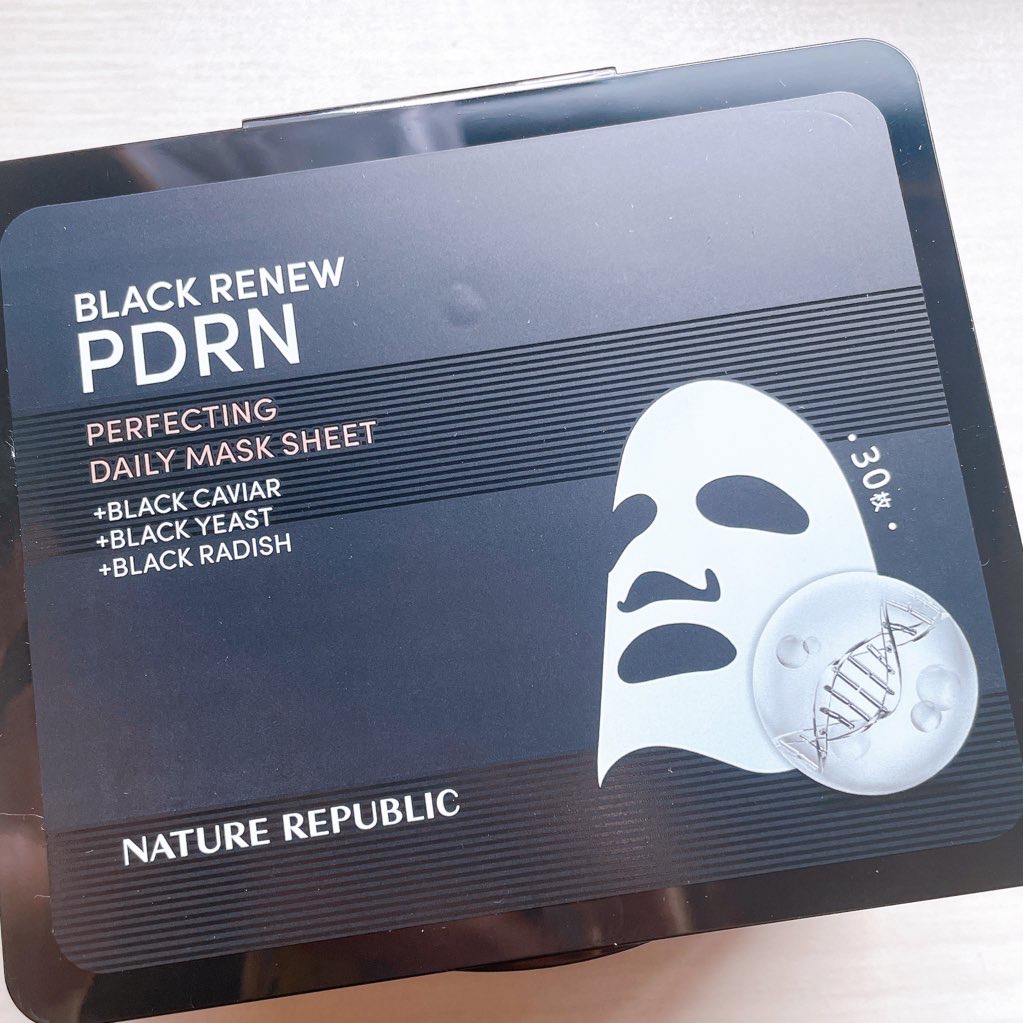 BLACK RENEW
PDRN
PERFECTING
DAILY MASK SHEET
+BLACK CAVIAR
+BLACK YEAST
+BLACK RADISH
・30枚・
NATURE REPUBLIC